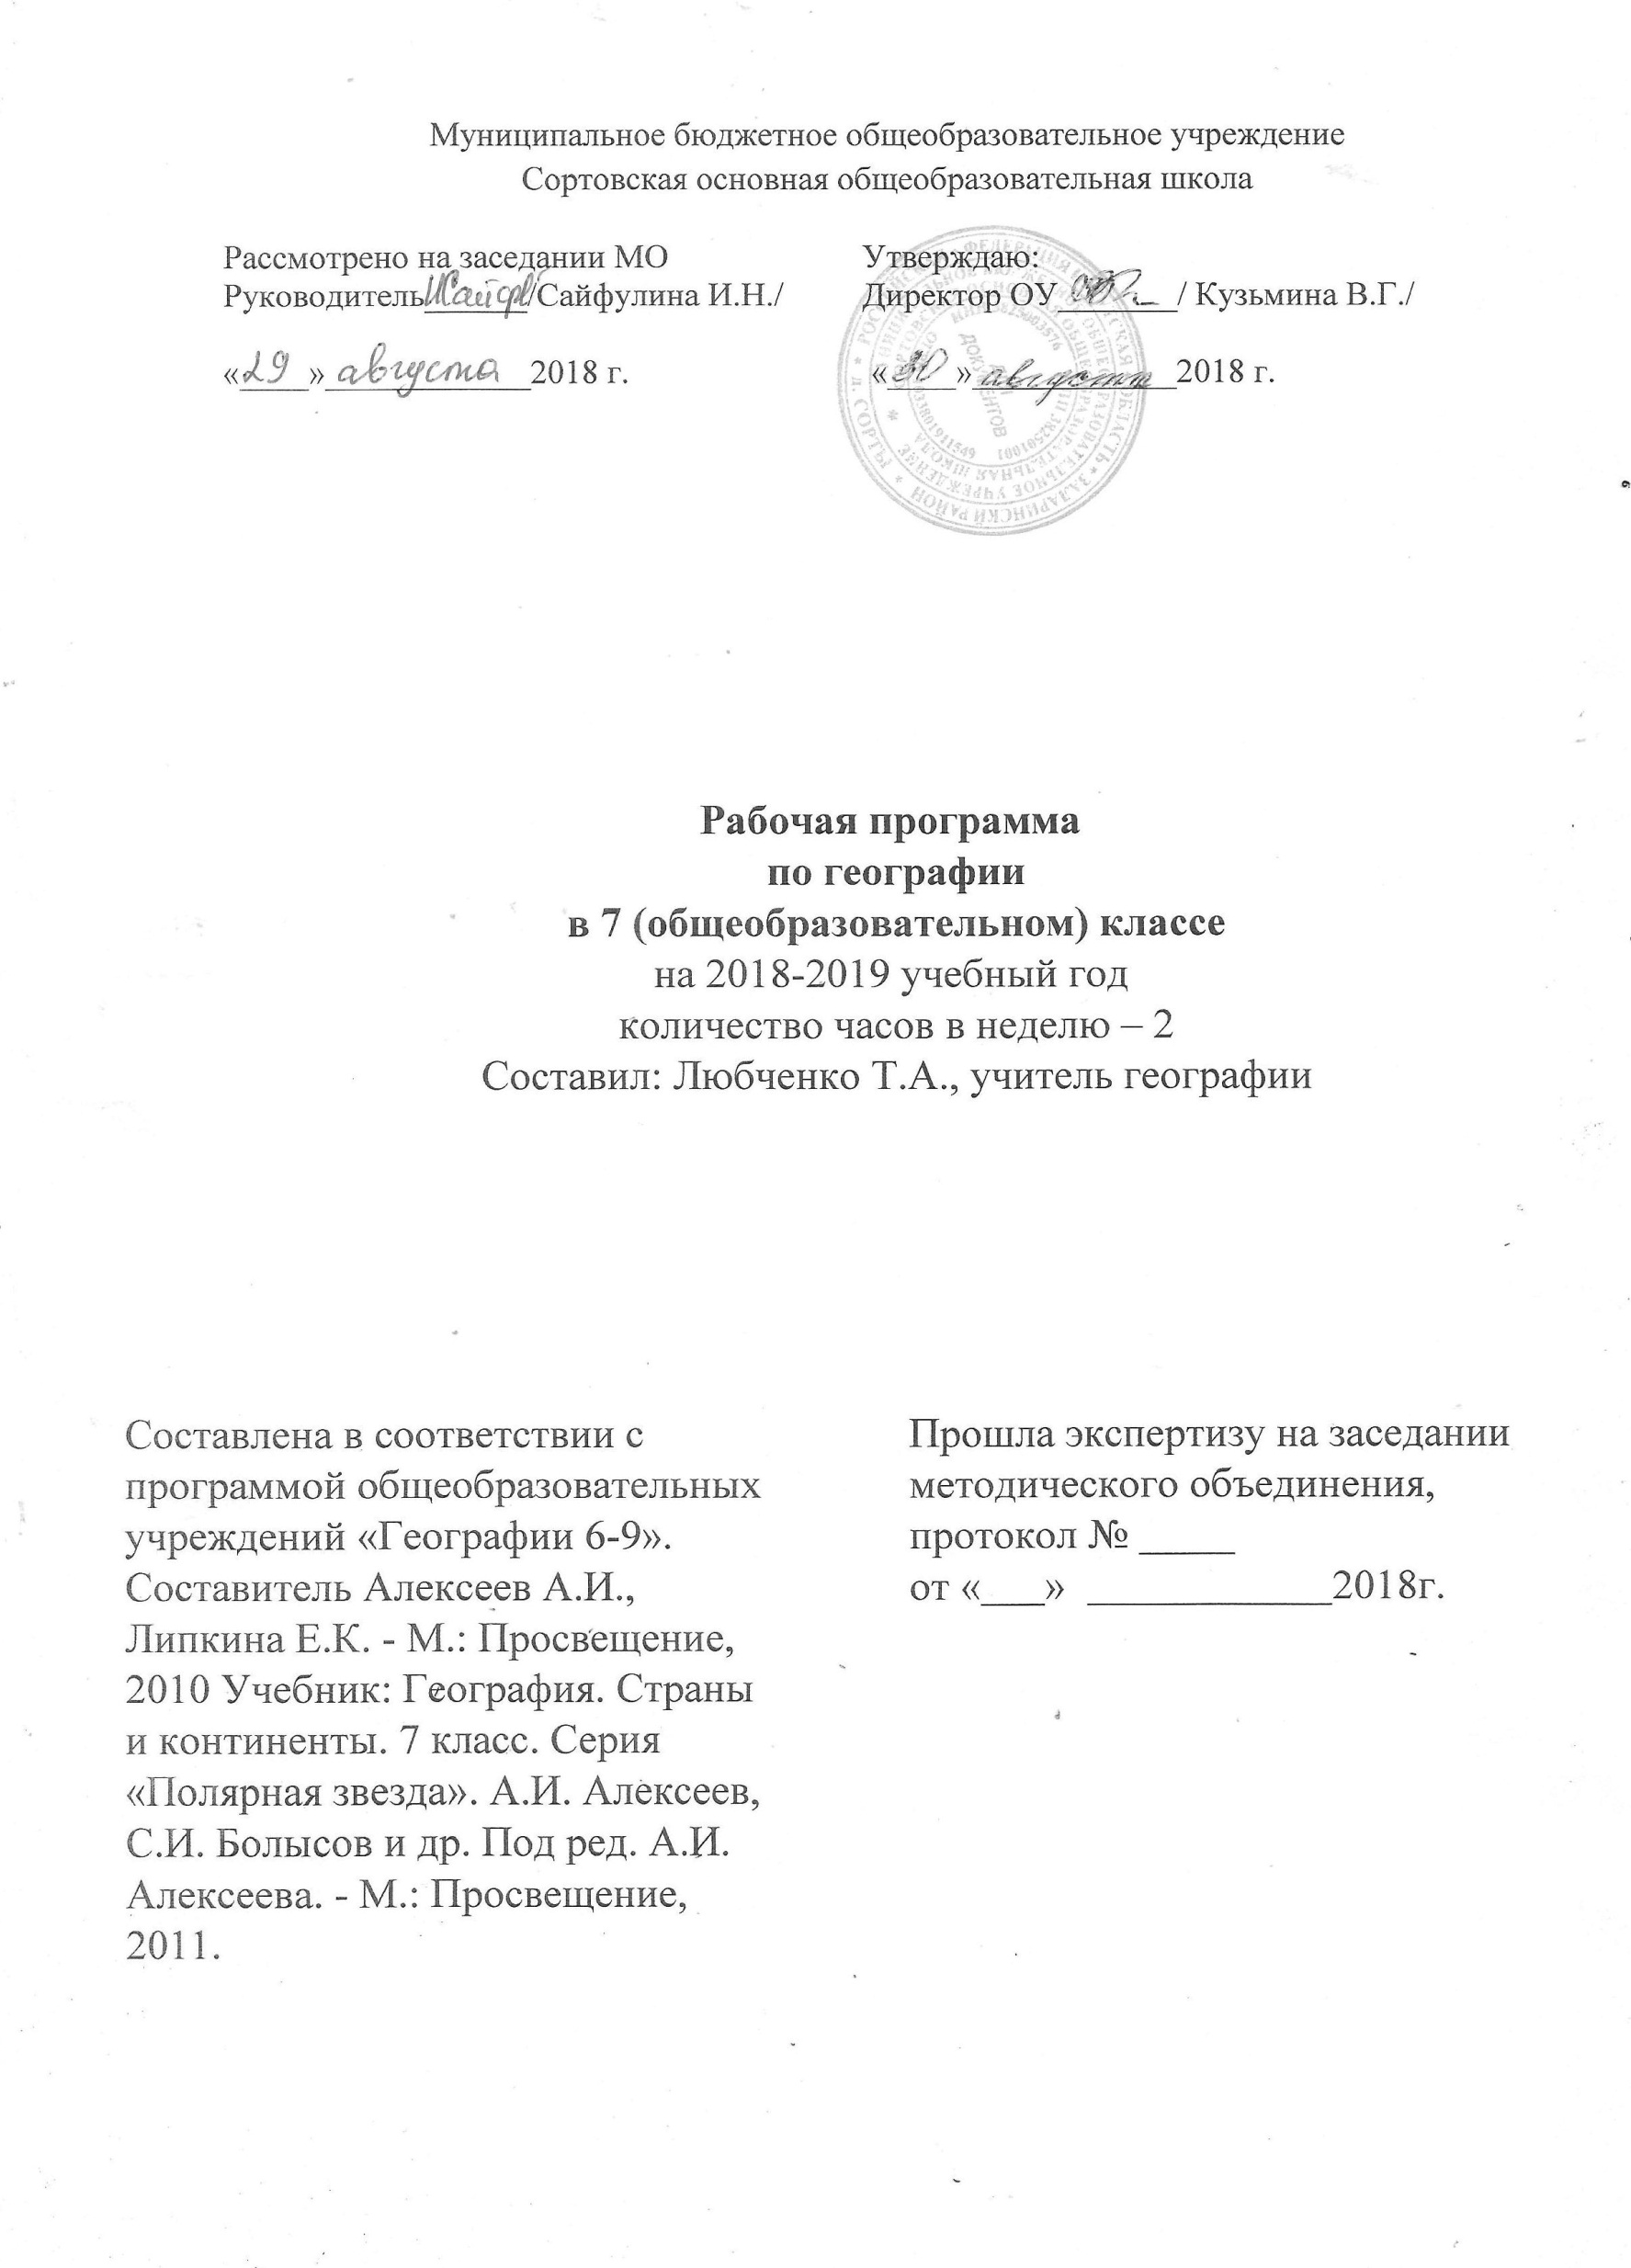 Муниципальное бюджетное общеобразовательное учреждение
Сортовская основная общеобразовательная школа
Рассмотрено на заседании МО
Руководитель______/Сайфулина И.Н./
«29» августа 2018 г.
Утверждаю:
Директор ОУ _______/ Кузьмина В.Г./
«30» августа 2018 г.
Рабочая программа
по географии
в 7 (общеобразовательном) классе
на 2018-2019 учебный год
количество часов в неделю – 2
Составил: Любченко Т.А., учитель географии
Составлена в соответствии с
программой общеобразовательных
учреждений «Географии 6-9».
Составитель Алексеев А.И.,
Липкина Е.К. - М.: Просвещение,
2010 Учебник: География. Страны
и континенты. 7 класс. Серия
«Полярная звезда». А.И. Алексеев,
С.И. Болысов и др. Под ред. А.И.
Алексеева. - М.: Просвещение,
2011.
Прошла экспертизу на заседании
методического объединения,
протокол № _____
от «___» ____________2018г.